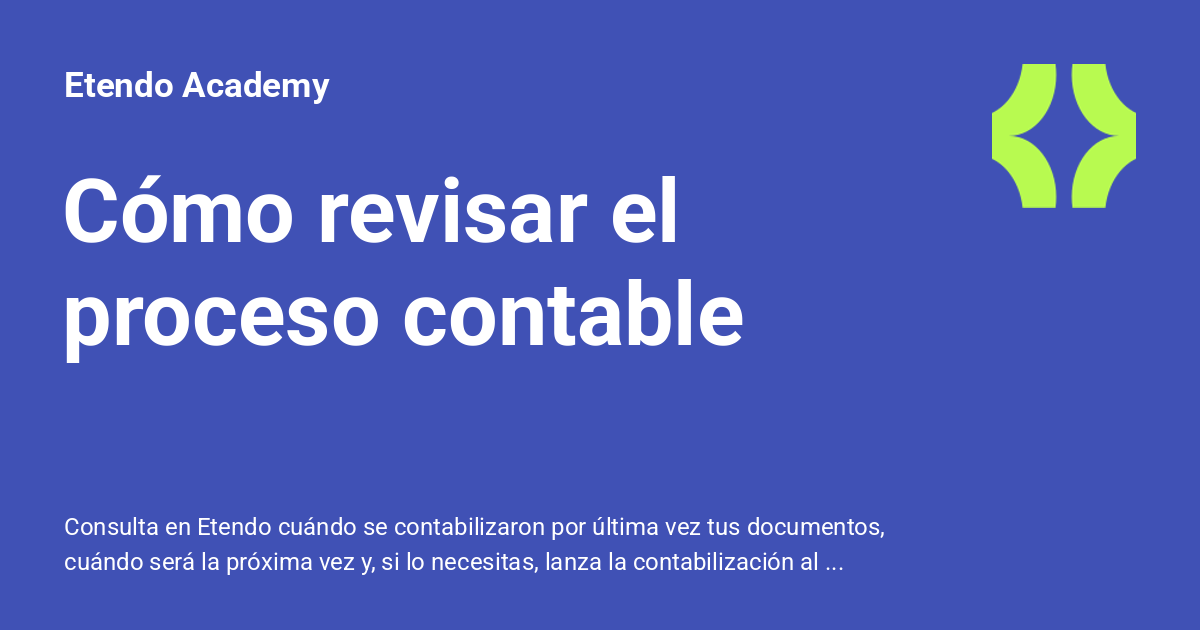 Etendo Academy
Cómo revisar el
proceso contable
Consulta en Etendo cuándo se contabilizaron por última vez tus documentos,
cuándo será la próxima vez y, si lo necesitas, lanza la contabilización al ...